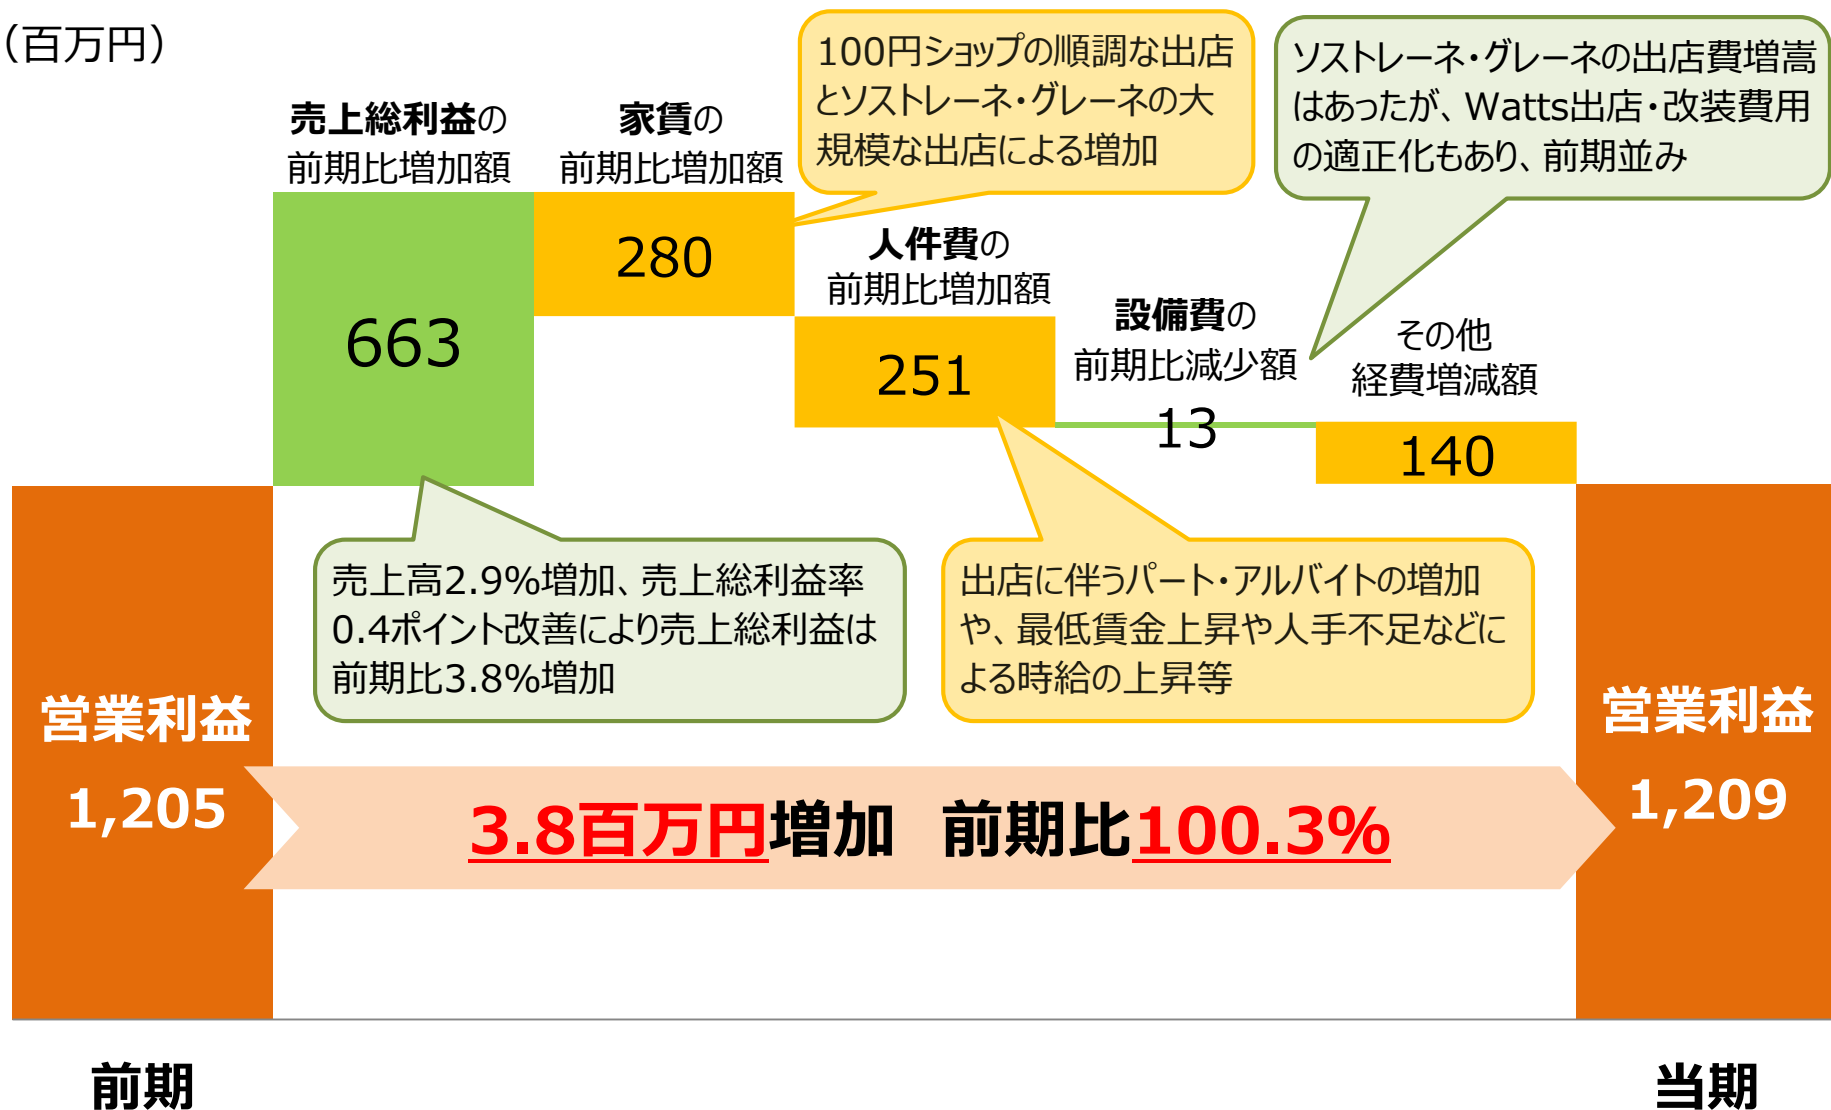 （百万円）
売上総利益の
前期比増加額
663
家賃の
前期比増加額
280
100円ショップの順調な出店
とソストレーネ・グレーネの大
規模な出店による増加
人件費の
前期比増加額
251
設備費の
前期比減少額
13
ソストレーネ・グレーネの出店費増嵩
はあったが、Watts出店・改装費用
の適正化もあり、前期並み
その他
経費増減額
140
売上高2.9%増加、売上総利益率
0.4ポイント改善により売上総利益は
前期比3.8%増加
出店に伴うパート・アルバイトの増加
や、最低賃金上昇や人手不足などに
よる時給の上昇等
営業利益
1,205
3.8百万円増加　前期比100.3%
営業利益
1,209
前期
当期